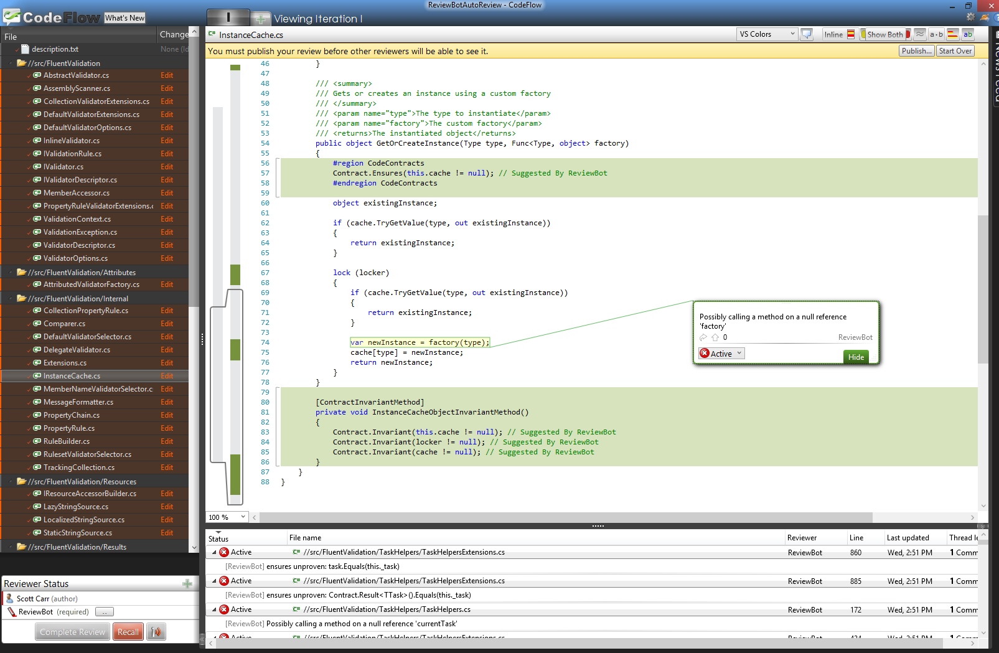 ReviewBotAutoReview - CodeFlow
CodeFlow
What's New
I
Viewing Iteration I
File
Change
description.txt None (Id
//src/FluentValidation
AbstractValidator.cs Edit
AssemblyScanner.cs Edit
CollectionValidatorExtensions.cs Edit
DefaultValidatorExtensions.cs Edit
DefaultValidatorOptions.cs Edit
InlineValidator.cs Edit
IValidationRule.cs Edit
IValidator.cs Edit
IValidatorDescriptor.cs Edit
MemberAccessor.cs Edit
PropertyRuleValidatorExtensions.c Edit
ValidationContext.cs Edit
ValidationException.cs Edit
ValidatorDescriptor.cs Edit
ValidatorOptions.cs Edit
//src/FluentValidation/Attributes
AttributedValidatorFactory.cs Edit
//src/FluentValidation/Internal
CollectionPropertyRule.cs Edit
Comparer.cs Edit
DefaultValidatorSelector.cs Edit
DelegateValidator.cs Edit
Extensions.cs Edit
InstanceCache.cs Edit
MemberNameValidatorSelector.c Edit
MessageFormatter.cs Edit
PropertyChain.cs Edit
PropertyRule.cs Edit
RuleBuilder.cs Edit
RulesetValidatorSelector.cs Edit
TrackingCollection.cs Edit
//src/FluentValidation/Resources
IResourceAccessorBuilder.cs Edit
LazyStringSource.cs Edit
LocalizedStringSource.cs Edit
StaticStringSource.cs Edit
//src/FluentValidation/Results
Reviewer Status
Scott Carr (author)
ReviewBot (required) ...
Complete Review Recall
C# InstanceCache.cs
VS Colors
Inline
Show Both
a·b
ab
News Feed
You must publish your review before other reviewers will be able to see it.
Publish... Start Over
46 }
47
48 /// <summary>
49 /// Gets or creates an instance using a custom factory
50 /// </summary>
51 /// <param name="type">The type to instantiate</param>
52 /// <param name="factory">The custom factory</param>
53 /// <returns>The instantiated object</returns>
54 public object GetOrCreateInstance(Type type, Func<Type, object> factory)
55 {
56 #region CodeContracts
57 Contract.Ensures(this.cache != null); // Suggested By ReviewBot
58 #endregion CodeContracts
59
60 object existingInstance;
61
62 if (cache.TryGetValue(type, out existingInstance))
63 {
64 return existingInstance;
65 }
66
67 lock (locker)
68 {
69 if (cache.TryGetValue(type, out existingInstance))
70 {
71 return existingInstance;
72 }
73
74 var newInstance = factory(type);
75 cache[type] = newInstance;
76 return newInstance;
77 }
78 }
79
80 [ContractInvariantMethod]
81 private void InstanceCacheObjectInvariantMethod()
82 {
83 Contract.Invariant(this.cache != null); // Suggested By ReviewBot
84 Contract.Invariant(locker != null); // Suggested By ReviewBot
85 Contract.Invariant(cache != null); // Suggested By ReviewBot
86 }
87 }
88 }
Possibly calling a method on a null reference
'factory'
0 ReviewBot
Active
Hide
100 %
Status File name Reviewer Line Last updated Thread le
Active C# //src/FluentValidation/TaskHelpers/TaskHelpersExtensions.cs ReviewBot 860 Wed, 2:51 PM 1 Comm
[ReviewBot] ensures unproven: task.Equals(this._task)
Active C# //src/FluentValidation/TaskHelpers/TaskHelpersExtensions.cs ReviewBot 885 Wed, 2:51 PM 1 Comm
[ReviewBot] ensures unproven: Contract.Result<TTask>().Equals(this._task)
Active C# //src/FluentValidation/TaskHelpers/TaskHelpers.cs ReviewBot 172 Wed, 2:51 PM 1 Comm
[ReviewBot] Possibly calling a method on a null reference 'currentTask'
Active C# //src/FluentValidation/TaskHelpers/TaskHelpersExtensions.cs ReviewBot 424 Wed, 2:51 PM 1 Comm